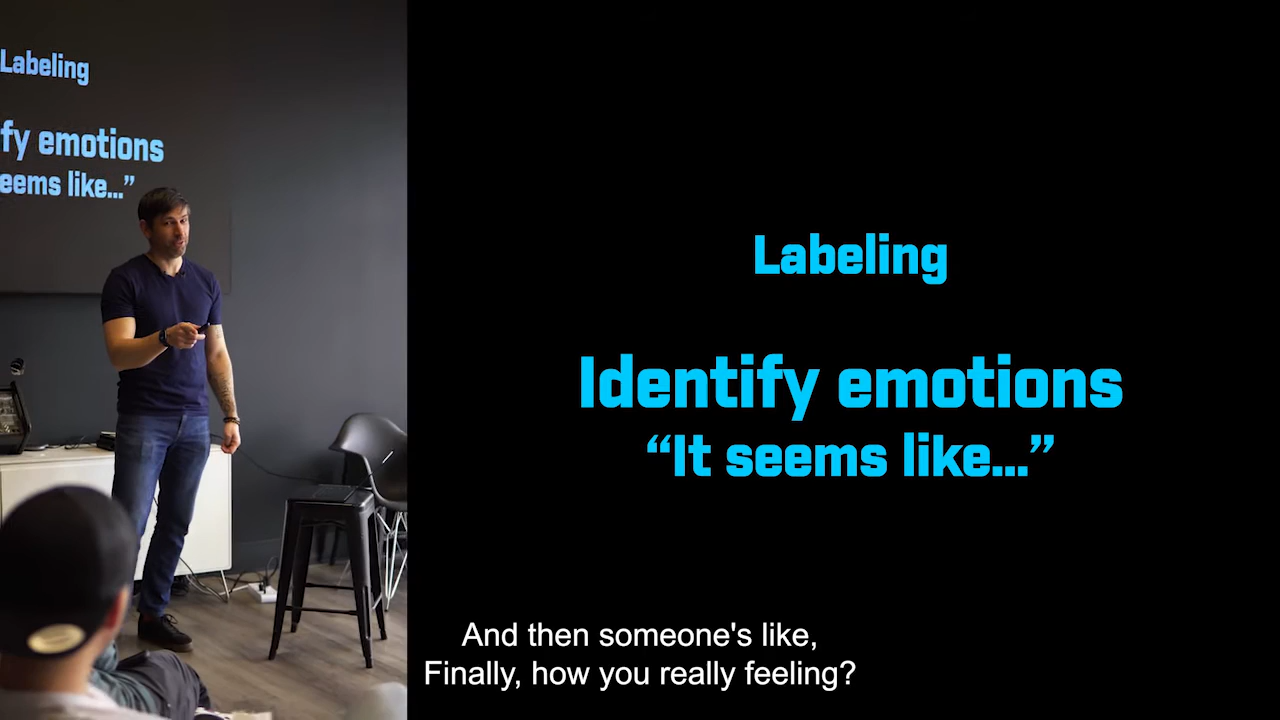 Labeling
fy emotions
eems like...”
Labeling
Identify emotions
“It seems like...”
And then someone's like,
Finally, how you really feeling?